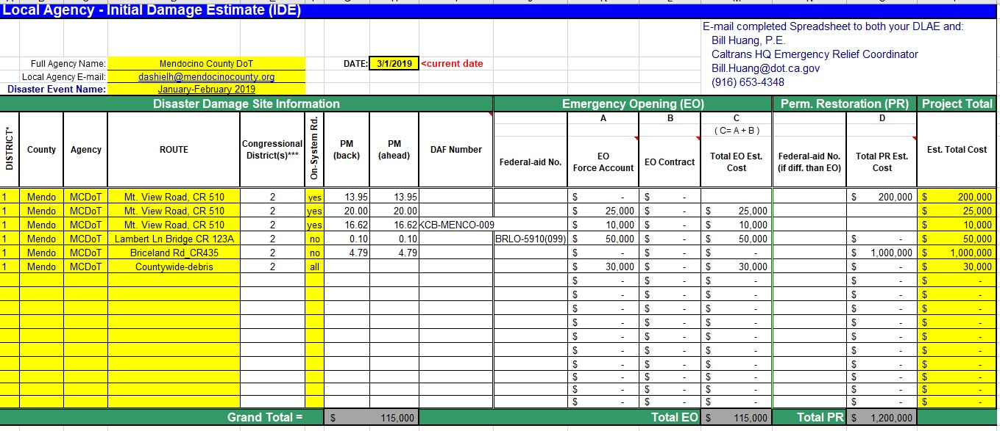 Local Agency - Initial Damage Estimate (IDE)
E-mail completed Spreadsheet to both your DLAE and:
Bill Huang, P.E.
Caltrans HQ Emergency Relief Coordinator
Bill.Huang@dot.ca.gov
(916) 653-4348
Full Agency Name: Mendocino County DoT DATE: 3/1/2019 <current date
Local Agency E-mail: dashielh@mendocinocounty.org
Disaster Event Name: January-February 2019
Disaster Damage Site Information Emergency Opening (EO) Perm. Restoration (PR) Project Total
A B C D
( C= A + B )
DISTRICT* County Agency ROUTE Congressional District(s)*** On-System Rd. PM (back) PM (ahead) DAF Number Federal-aid No. EO Force Account EO Contract Total EO Est. Cost Federal-aid No. (if diff. than EO) Total PR Est. Cost Est. Total Cost
1 Mendo MCDoT Mt. View Road, CR 510 2 yes 13.95 13.95 $ - $ - $ 200,000 $ 200,000
1 Mendo MCDoT Mt. View Road, CR 510 2 yes 20.00 20.00 $ 25,000 $ - $ 25,000 $ 25,000
1 Mendo MCDoT Mt. View Road, CR 510 2 yes 16.62 16.62 KCB-MENCO-009 $ 10,000 $ - $ 10,000 $ 10,000
1 Mendo MCDoT Lambert Ln Bridge CR 123A 2 no 0.10 0.10 BRLO-5910(099) $ 50,000 $ - $ 50,000 $ - $ 50,000
1 Mendo MCDoT Briceland Rd_CR435 2 no 4.79 4.79 $ - $ - $ - $ 1,000,000 $ 1,000,000
1 Mendo MCDoT Countywide-debris 2 all $ 30,000 $ - $ 30,000 $ - $ 30,000
$ - $ - $ - $ - $ -
$ - $ - $ - $ - $ -
$ - $ - $ - $ - $ -
$ - $ - $ - $ - $ -
$ - $ - $ - $ - $ -
$ - $ - $ - $ - $ -
$ - $ - $ - $ - $ -
$ - $ - $ - $ - $ -
$ - $ - $ - $ - $ -
$ - $ - $ - $ - $ -
Grand Total = $ 115,000 Total EO $ 115,000 Total PR $ 1,200,000